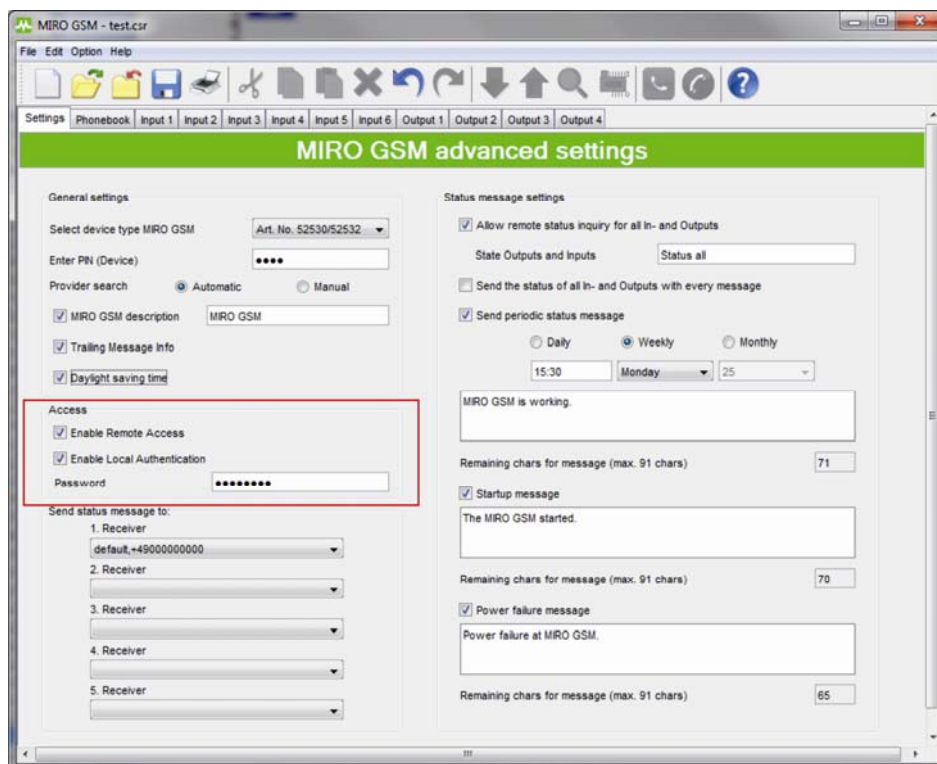 MIRO GSM - test.csr
File Edit Option Help
Settings Phonebook Input 1 Input 2 Input 3 Input 4 Input 5 Input 6 Output 1 Output 2 Output 3 Output 4
MIRO GSM advanced settings
General settings
Select device type MIRO GSM Art. No. 52530/52532
Enter PIN (Device) ••••
Provider search Automatic Manual
MIRO GSM description MIRO GSM
Trailing Message Info
Daylight saving time
Access
Enable Remote Access
Enable Local Authentication
Password ••••••••
Send status message to:
1. Receiver
default,+49000000000
2. Receiver
3. Receiver
4. Receiver
5. Receiver
Status message settings
Allow remote status inquiry for all In- and Outputs
State Outputs and Inputs Status all
Send the status of all In- and Outputs with every message
Send periodic status message
Daily Weekly Monthly
15:30 Monday 25
MIRO GSM is working.
Remaining chars for message (max. 91 chars) 71
Startup message
The MIRO GSM started.
Remaining chars for message (max. 91 chars) 70
Power failure message
Power failure at MIRO GSM.
Remaining chars for message (max. 91 chars) 65